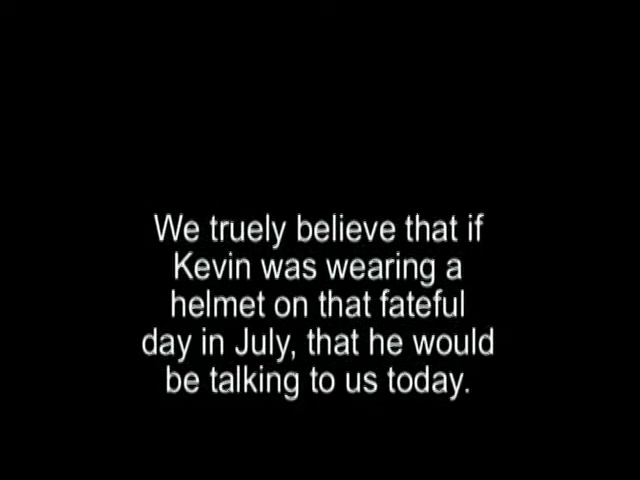 We truely believe that if
Kevin was wearing a
helmet on that fateful
day in July, that he would
be talking to us today.